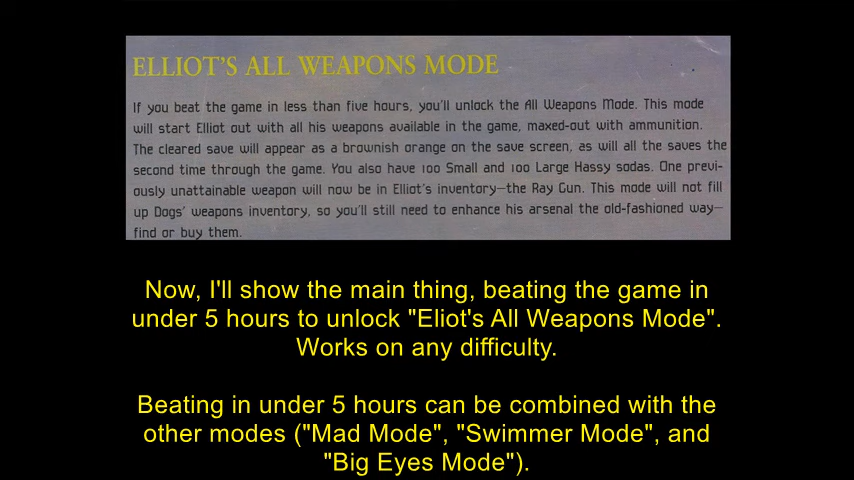 ELLIOT'S ALL WEAPONS MODE
If you beat the game in less than five hours, you'll unlock the All Weapons Mode. This mode
will start Elliot out with all his weapons available in the game, maxed-out with ammunition.
The cleared save will appear as a brownish orange on the save screen, as will all the saves the
second time through the game. You also have 100 Small and 100 Large Hassy sodas. One previ-
ously unattainable weapon will now be in Elliot's inventory—the Ray Gun. This mode will not fill
up Dogs' weapons inventory, so you'll still need to enhance his arsenal the old-fashioned way—
find or buy them.
Now, I'll show the main thing, beating the game in
under 5 hours to unlock "Eliot's All Weapons Mode".
Works on any difficulty.
Beating in under 5 hours can be combined with the
other modes ("Mad Mode", "Swimmer Mode", and
"Big Eyes Mode").